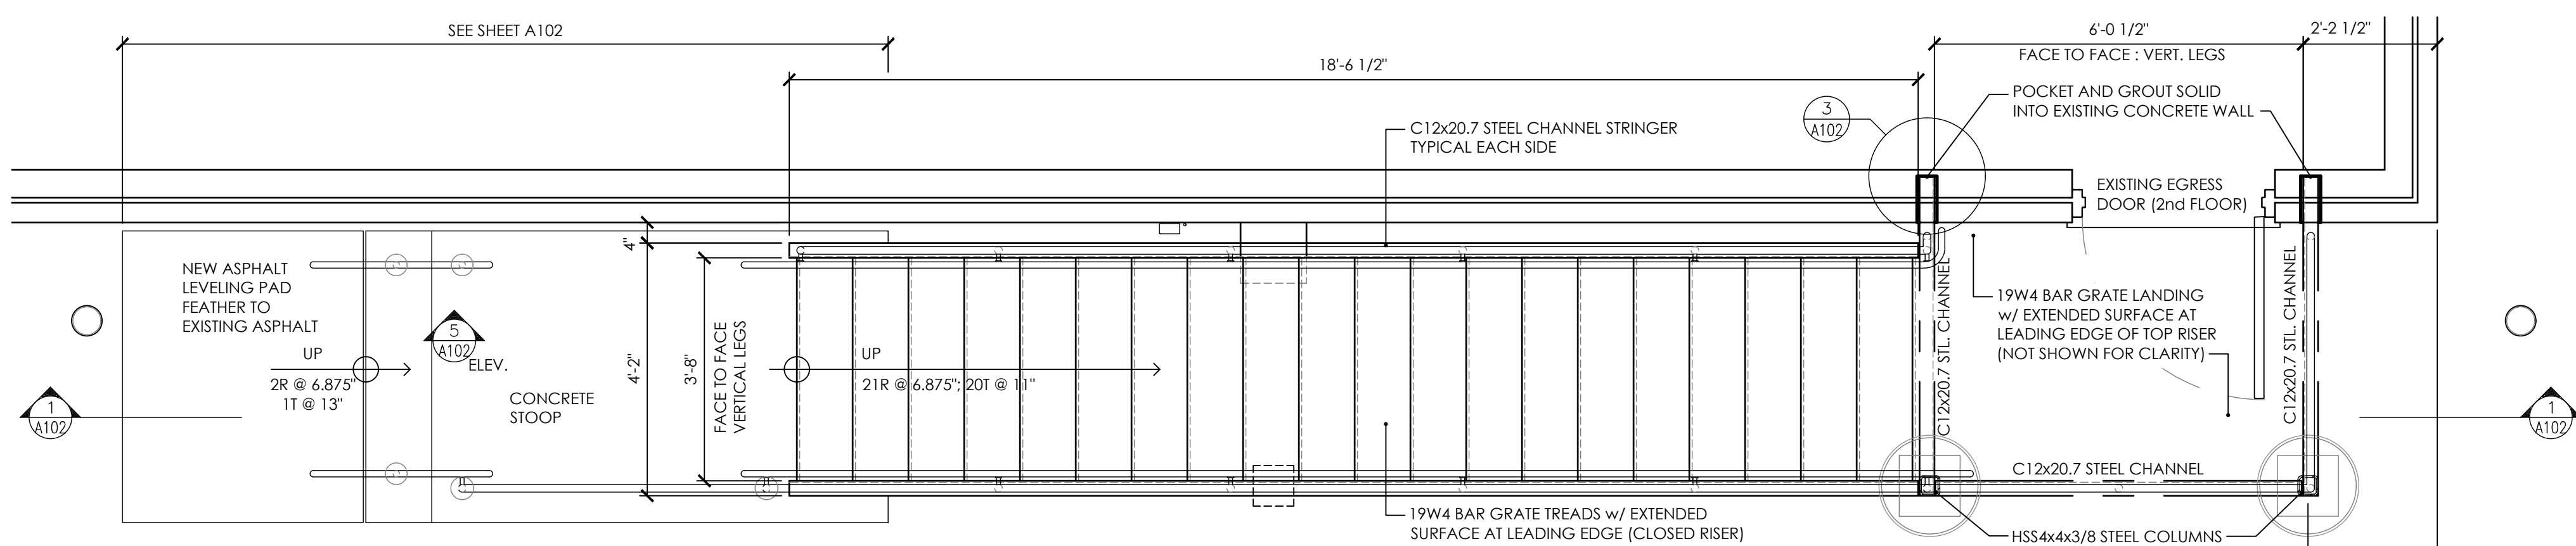 SEE SHEET A102
6'-0 1/2"
2'-2 1/2"
FACE TO FACE : VERT. LEGS
18'-6 1/2"
POCKET AND GROUT SOLID
INTO EXISTING CONCRETE WALL
3
A102
C12x20.7 STEEL CHANNEL STRINGER
TYPICAL EACH SIDE
EXISTING EGRESS
DOOR (2nd FLOOR)
4"
NEW ASPHALT
LEVELING PAD
FEATHER TO
EXISTING ASPHALT
5
A102
ELEV.
UP
2R @ 6.875"
1T @ 13"
CONCRETE
STOOP
4'-2"
3'-8"
FACE TO FACE
VERTICAL LEGS
UP
21R @ 6.875"; 20T @ 11"
C12x20.7 STL. CHANNEL
19W4 BAR GRATE LANDING
w/ EXTENDED SURFACE AT
LEADING EDGE OF TOP RISER
(NOT SHOWN FOR CLARITY)
C12x20.7 STL. CHANNEL
1
A102
1
A102
C12x20.7 STEEL CHANNEL
19W4 BAR GRATE TREADS w/ EXTENDED
SURFACE AT LEADING EDGE (CLOSED RISER)
HSS4x4x3/8 STEEL COLUMNS